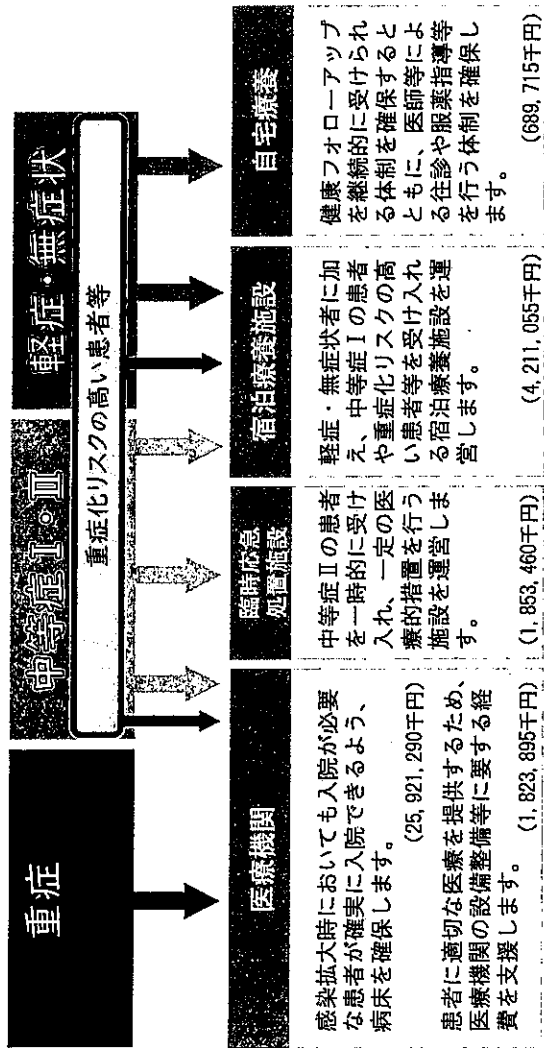 重症
中等症Ⅰ・Ⅱ
軽症・無症状
重症化リスクの高い患者等
医療機関
感染拡大時においても入院が必要
な患者が確実に入院できるよう、
病床を確保します。
(25,921,290千円)
患者に適切な医療を提供するため、
医療機関の設備整備等に要する経
費を支援します。
(1,823,895千円)
臨時応急
処置施設
中等症Ⅱの患者
を一時的に受け
入れ、一定の医
療的措置を行う
施設を運営しま
す。
(1,853,460千円)
宿泊療養施設
軽症・無症状者に加
え、中等症Ⅰの患者
や重症化リスクの高
い患者等を受け入れ
る宿泊療養施設を運
営します。
(4,211,055千円)
自宅療養
健康フォローアップ
を継続的に受けられ
る体制を確保すると
ともに、医師等によ
る往診や服薬指導等
を行う体制を確保し
ます。
(689,715千円)